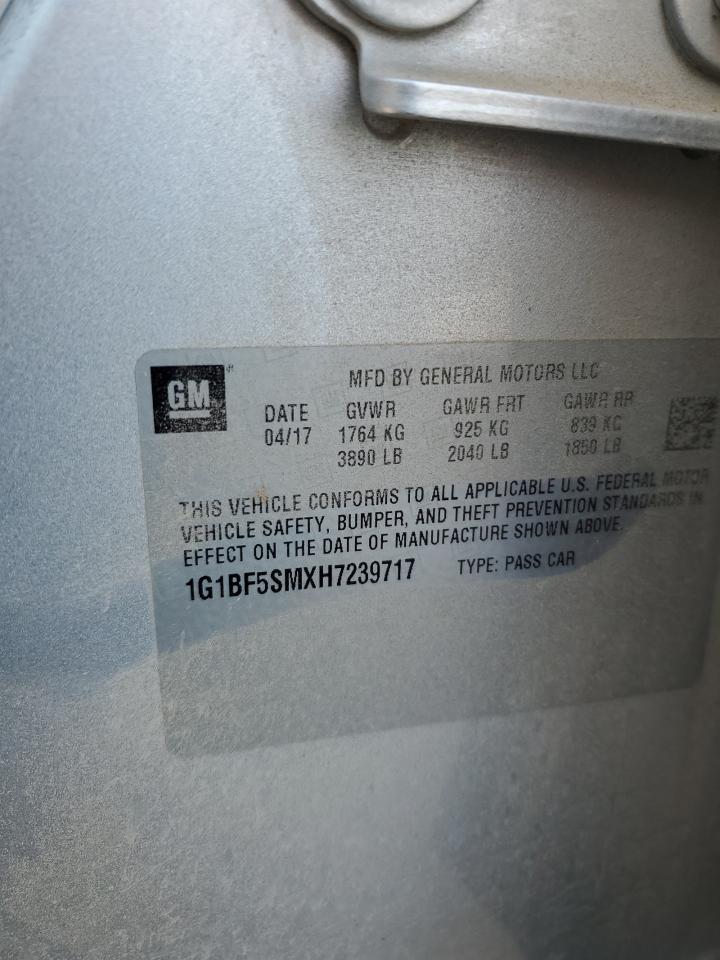 GM
MFD BY GENERAL MOTORS LLC
DATE GVWR GAWR FRT GAWR RR
04/17 1764 KG 925 KG 839 KG
3890 LB 2040 LB 1850 LB
THIS VEHICLE CONFORMS TO ALL APPLICABLE U.S. FEDERAL MOTOR
VEHICLE SAFETY, BUMPER, AND THEFT PREVENTION STANDARDS IN
EFFECT ON THE DATE OF MANUFACTURE SHOWN ABOVE.
1G1BF5SMXH7239717 TYPE: PASS CAR